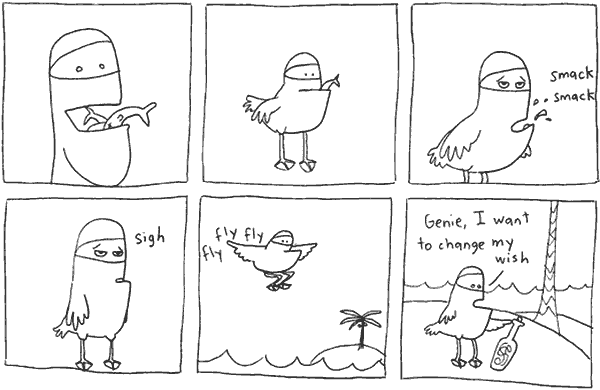 smack
smack
sigh
fly fly
fly
Genie, I want
to change my
wish